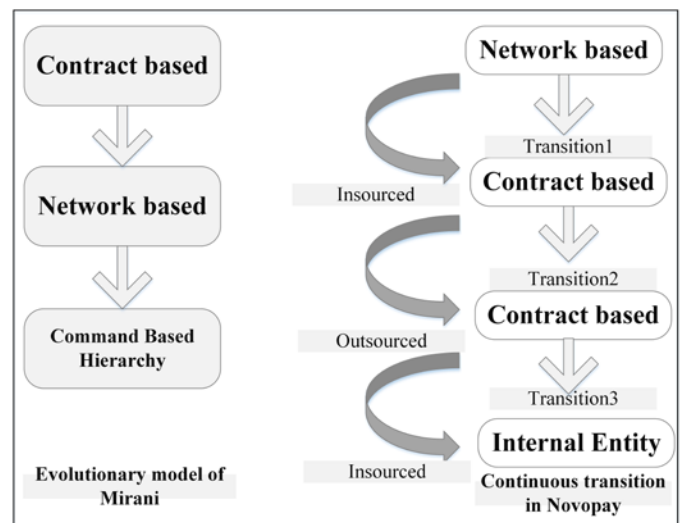 Contract based
Network based
Command Based
Hierarchy
Evolutionary model of
Mirani
Network based
Transition1
Insourced
Contract based
Transition2
Outsourced
Contract based
Transition3
Insourced
Internal Entity
Continuous transition
in Novopay